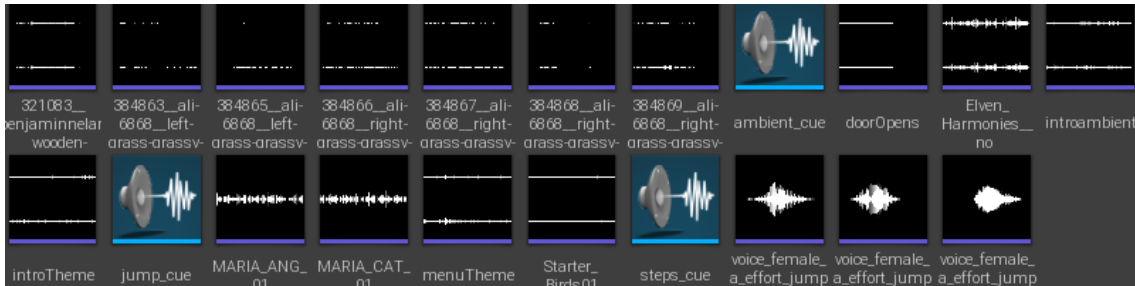 321083__
enjaminnelan
wooden-
384863__ali-
6868__left-
grass-grassy-
384865__ali-
6868__left-
grass-grassy-
384866__ali-
6868__right-
grass-grassy-
384867__ali-
6868__right-
grass-grassy-
384868__ali-
6868__right-
grass-grassy-
384869__ali-
6868__right-
grass-grassy-
ambient_cue
doorOpens
Elven_
Harmonies__
no
introambient
introTheme
jump_cue
MARIA_ANG_
01
MARIA_CAT_
01
menuTheme
Starter_
Birds01
steps_cue
voice_female_
a_effort_jump
voice_female_
a_effort_jump
voice_female_
a_effort_jump